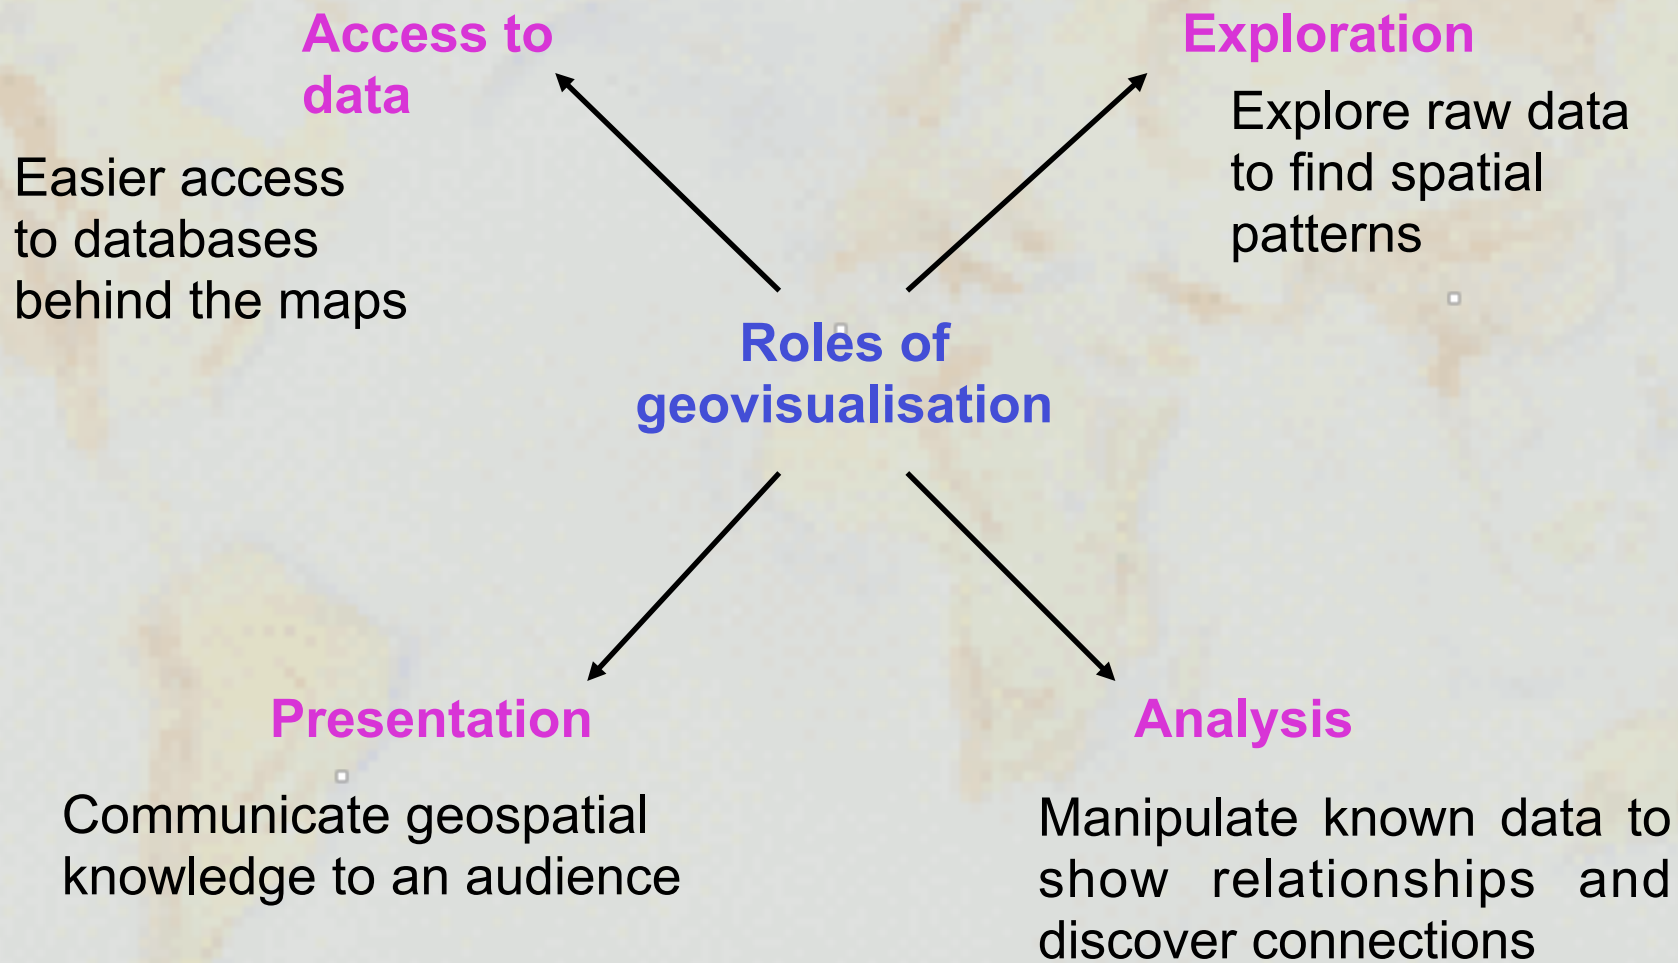 Access to
data
Easier access
to databases
behind the maps
Exploration
Explore raw data
to find spatial
patterns
Roles of
geovisualisation
Presentation
Communicate geospatial
knowledge to an audience
Analysis
Manipulate known data to
show relationships and
discover connections